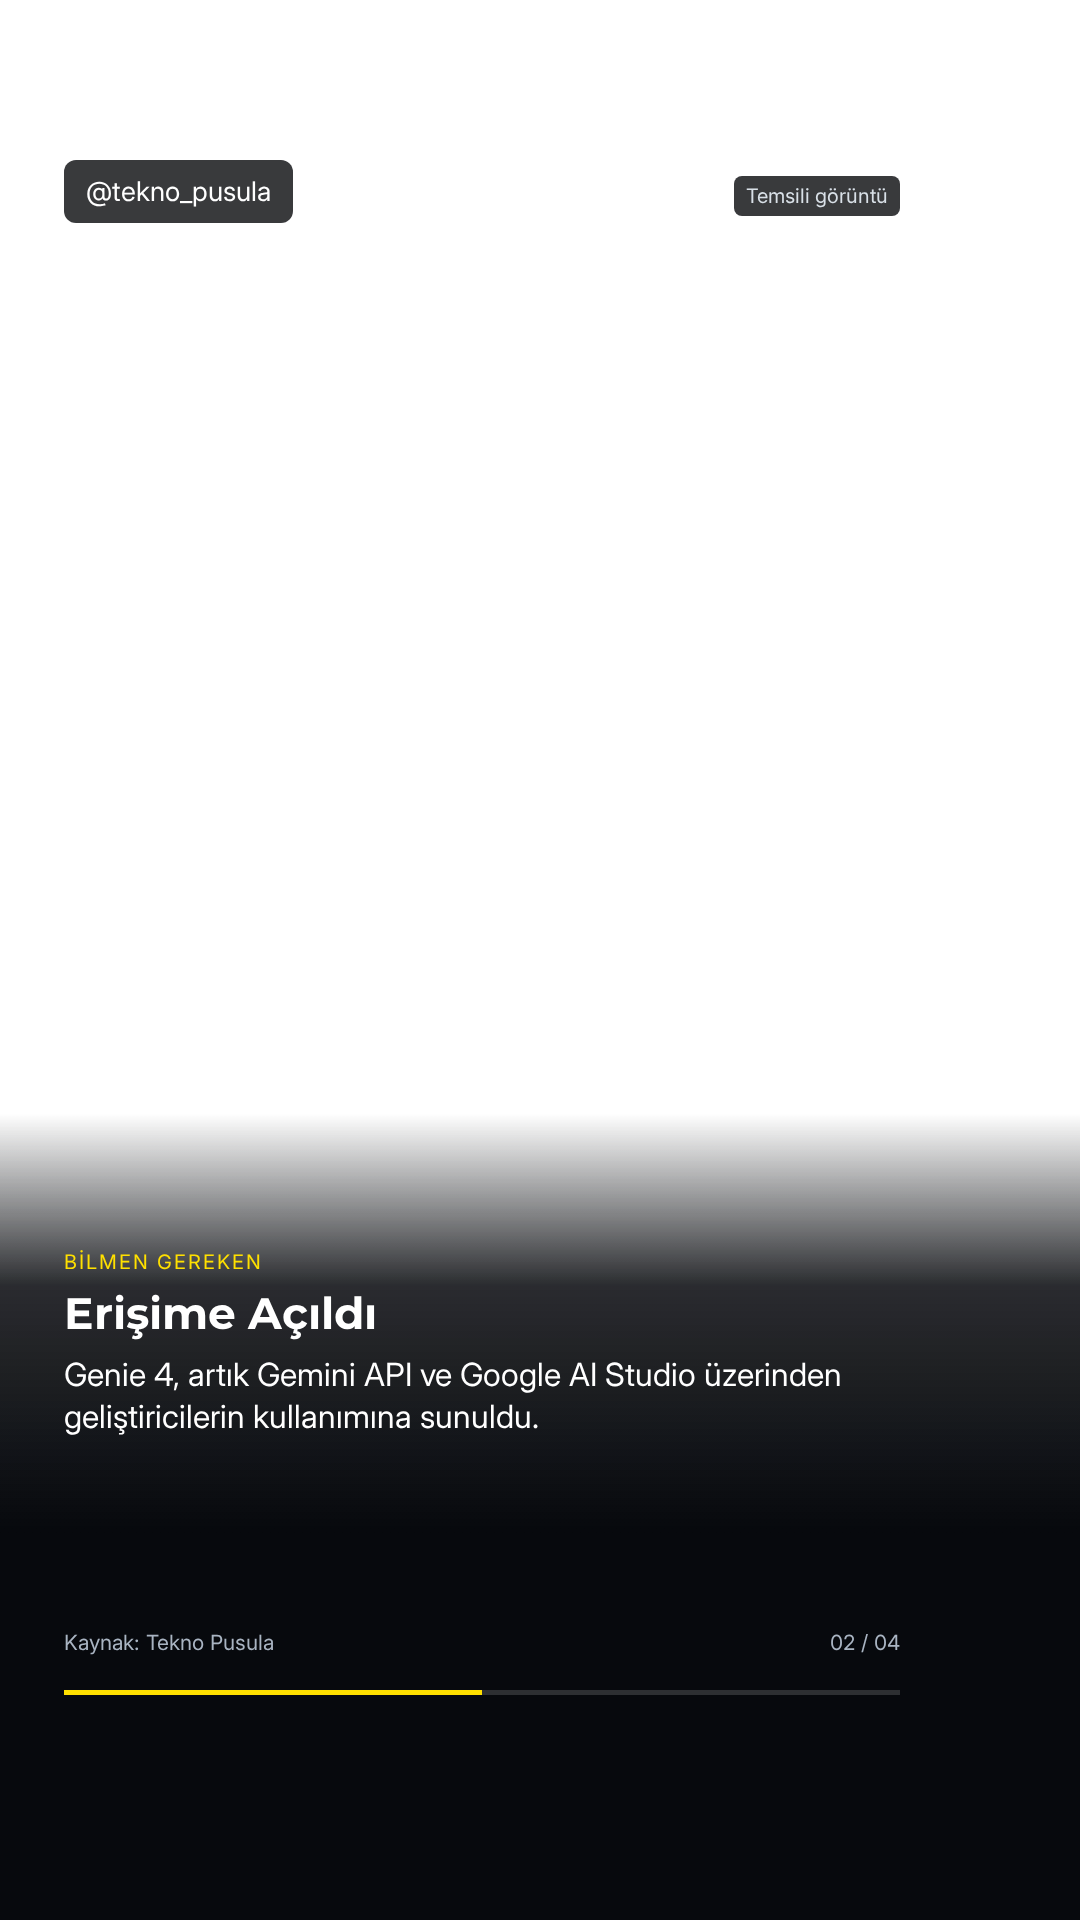 @tekno_pusula
Temsili görüntü
BİLMEN GEREKEN
Erişime Açıldı
Genie 4, artık Gemini API ve Google AI Studio üzerinden
geliştiricilerin kullanımına sunuldu.
Kaynak: Tekno Pusula
02 / 04